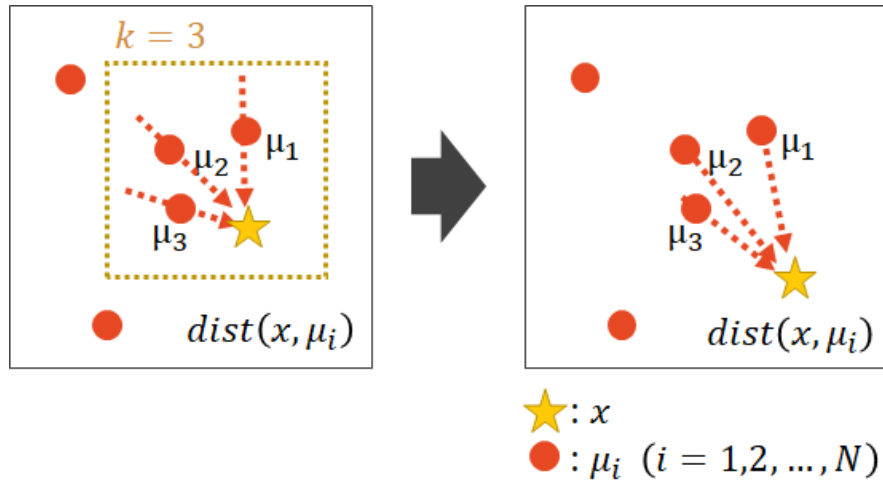 k = 3
μ₁
μ₂
μ₃
dist(x, μᵢ)
μ₁
μ₂
μ₃
dist(x, μᵢ)
: x
: μᵢ (i = 1,2, ..., N)